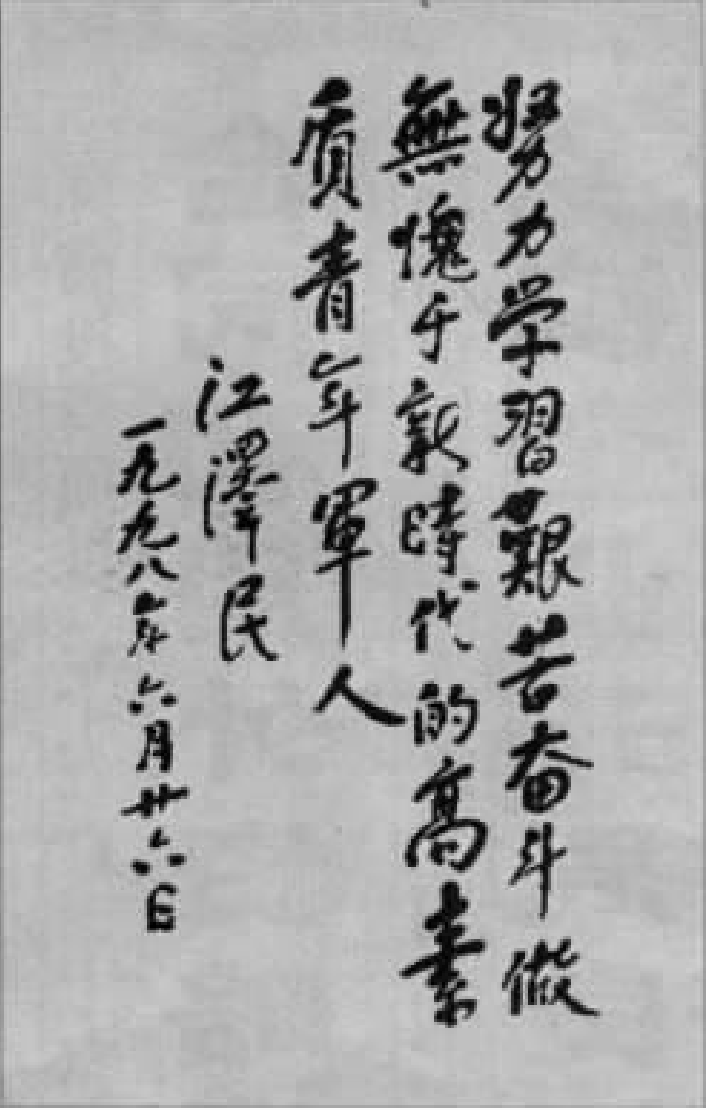 努力学習艱苦奋斗做
無愧于新時代的高素
质青年軍人
江澤民
一九九八年六月廿六日